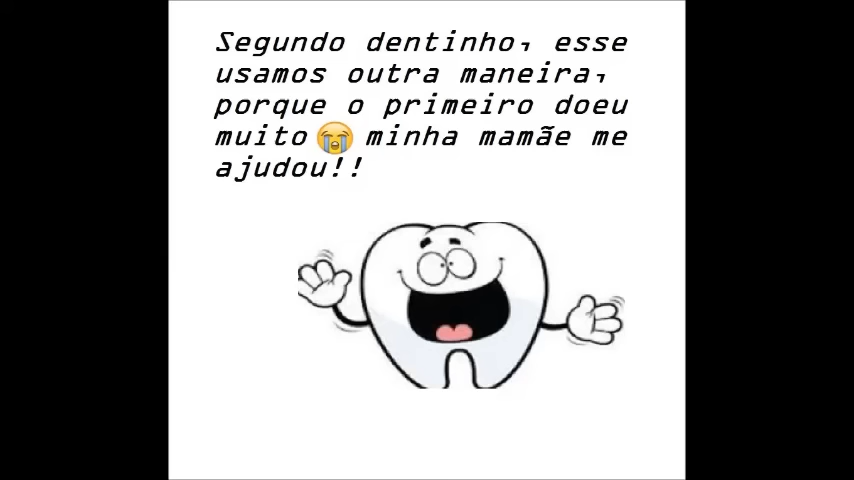 Segundo dentinho, esse
usamos outra maneira,
porque o primeiro doeu
muito😭 minha mamãe me
ajudou!!